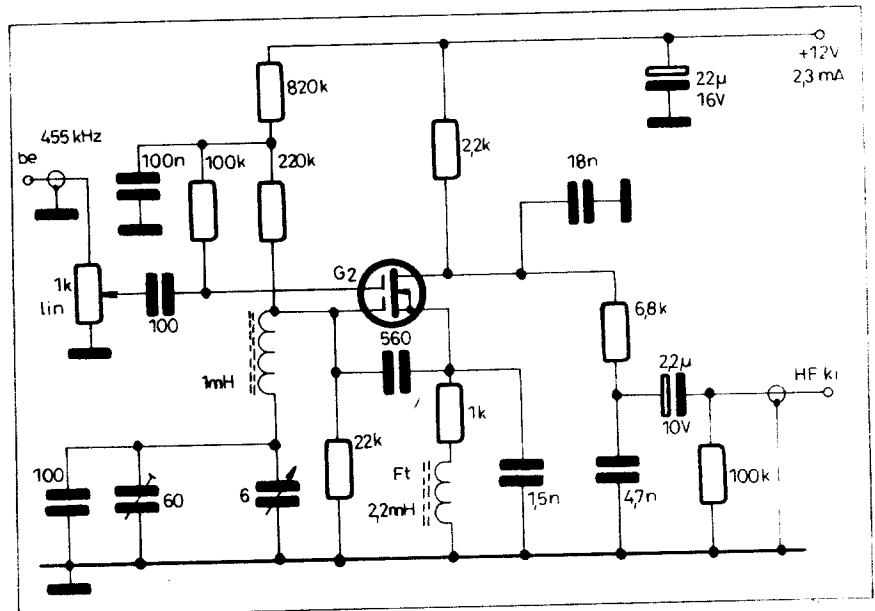 +12V
2,3 mA
820k
22µ
16V
455 kHz
be
100n
100k
220k
2,2k
18n
G2
1k
lin
100
560
6,8k
1mH
2,2µ
HF ki
10V
1k
22k
100
60
6
Ft
2,2mH
1,5n
4,7n
100k